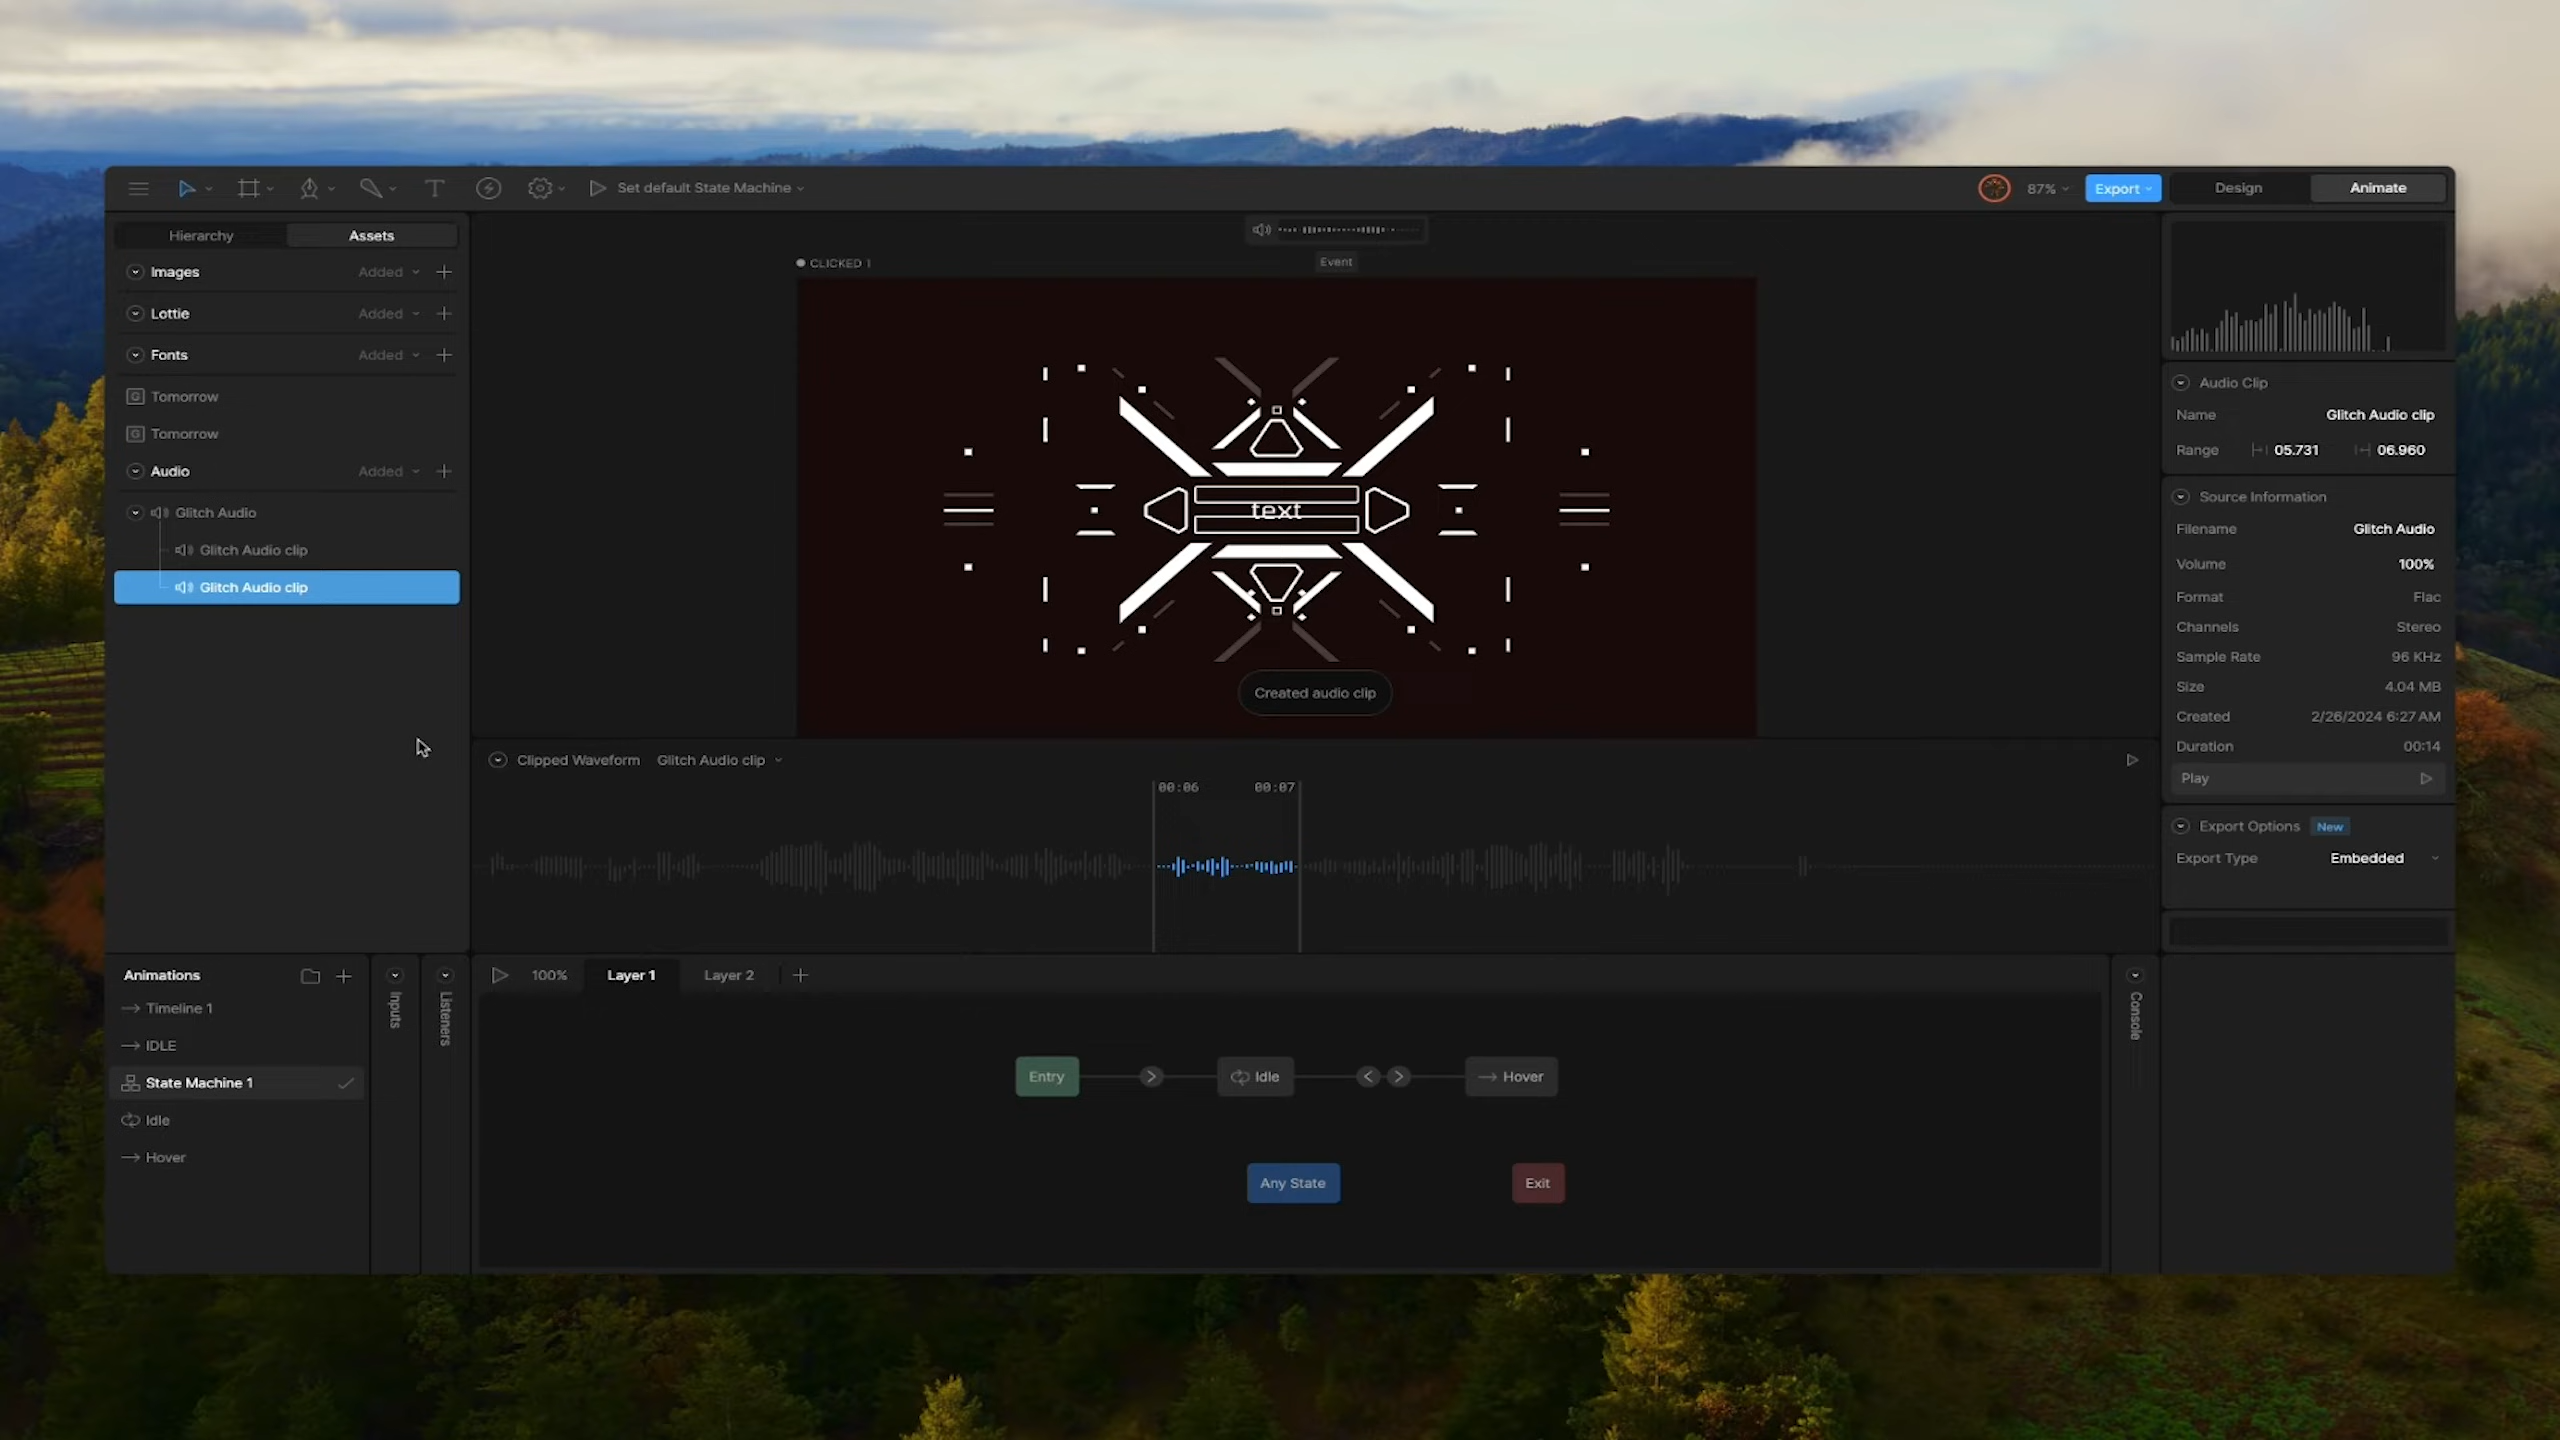 Set default State Machine
87%
Export
Design
Animate
Hierarchy
Assets
Images
Added
Lottie
Added
Fonts
Added
G Tomorrow
G Tomorrow
Audio
Added
Glitch Audio
Glitch Audio clip
Glitch Audio clip
CLICKED 1
Event
text
Created audio clip
Clipped Waveform
Glitch Audio clip
00:06
00:07
Audio Clip
Name
Glitch Audio clip
Range
05.731
06.960
Source Information
Filename
Glitch Audio
Volume
100%
Format
Flac
Channels
Stereo
Sample Rate
96 KHz
Size
4.04 MB
Created
2/26/2024 6:27 AM
Duration
00:14
Play
Export Options
New
Export Type
Embedded
Animations
Timeline 1
IDLE
State Machine 1
Idle
Hover
Inputs
Listeners
100%
Layer 1
Layer 2
Entry
Idle
Hover
Any State
Exit
Console